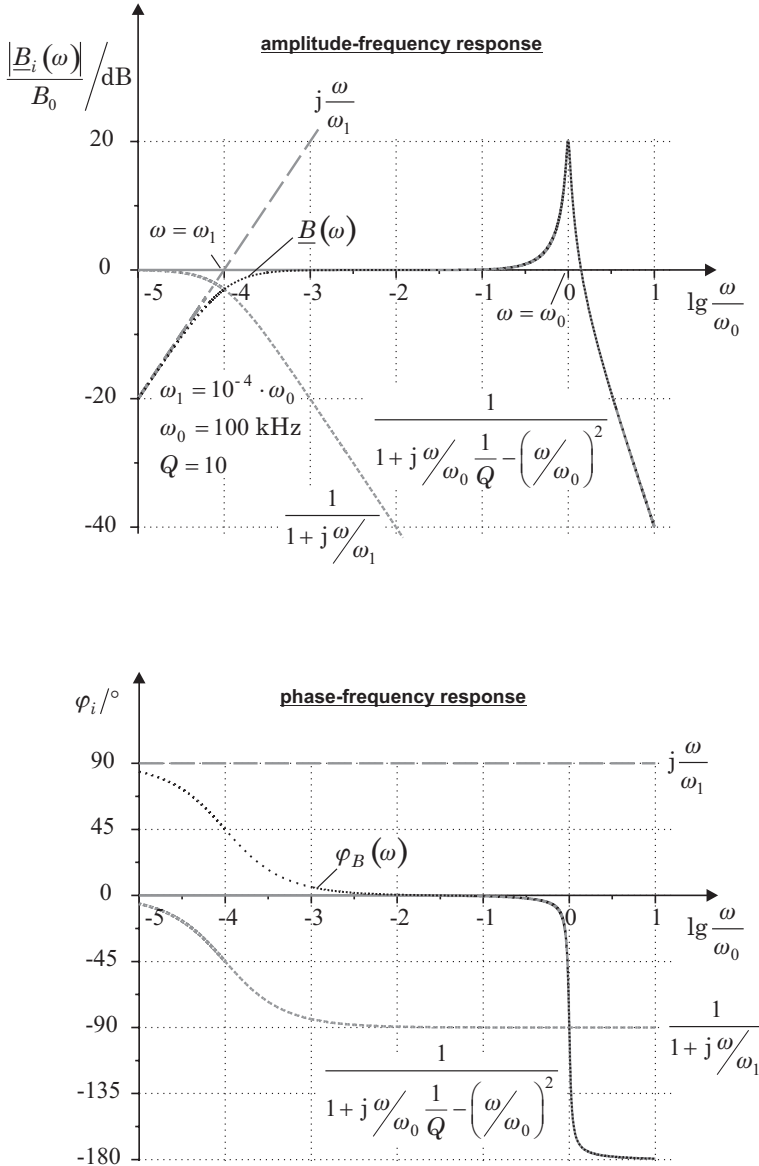 amplitude-frequency response
|B_i(ω)| / B_0 / dB
j ω/ω_1
20
ω = ω_1
B(ω)
0
-5 -4 -3 -2 -1 0 1
lg ω/ω_0
ω = ω_0
-20
ω_1 = 10^-4 · ω_0
ω_0 = 100 kHz
Q = 10
1 / (1 + j ω/ω_0 1/Q − (ω/ω_0)^2)
1 / (1 + j ω/ω_1)
-40
phase-frequency response
φ_i /°
90
j ω/ω_1
45
φ_B(ω)
0
-5 -4 -3 -2 -1 0 1
lg ω/ω_0
-45
-90
1 / (1 + j ω/ω_1)
1 / (1 + j ω/ω_0 1/Q − (ω/ω_0)^2)
-135
-180